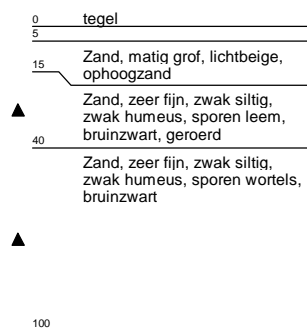 0 tegel
5
Zand, matig grof, lichtbeige,
15
ophoogzand
Zand, zeer fijn, zwak siltig,
zwak humeus, sporen leem,
bruinzwart, geroerd
40
Zand, zeer fijn, zwak siltig,
zwak humeus, sporen wortels,
bruinzwart
100